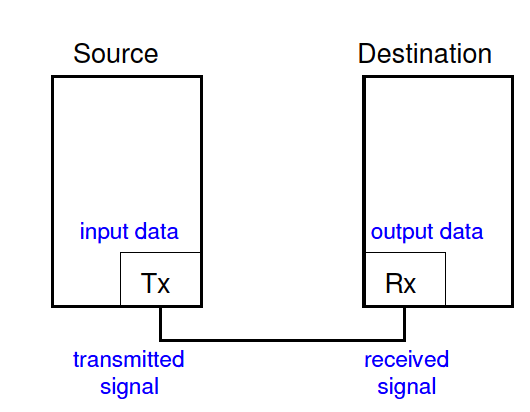 Source
Destination
input data
output data
Tx
Rx
transmitted
signal
received
signal